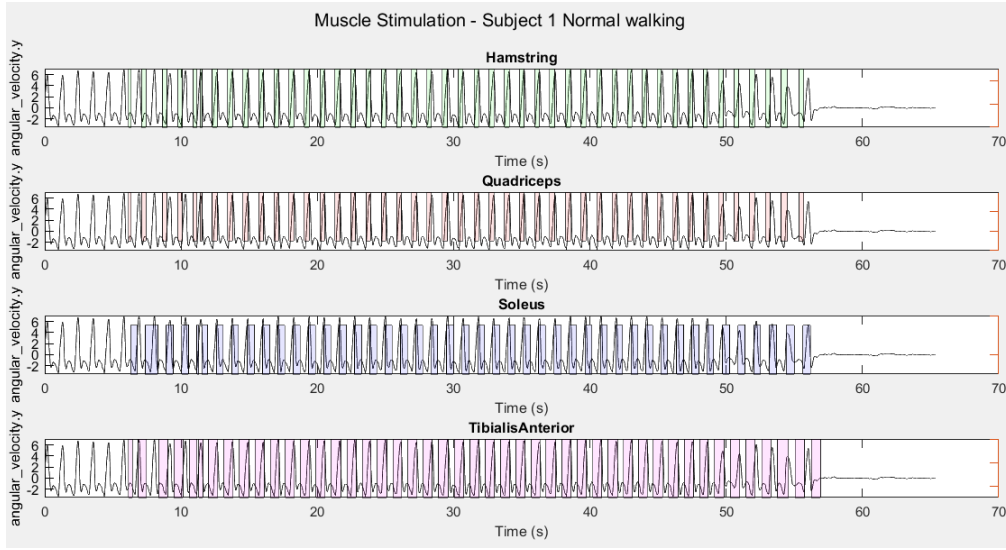 Muscle Stimulation - Subject 1 Normal walking
Hamstring
angular_velocity.y
6
4
2
0
-2
0 10 20 30 40 50 60 70
Time (s)
Quadriceps
angular_velocity.y
6
4
2
0
-2
0 10 20 30 40 50 60 70
Time (s)
Soleus
angular_velocity.y
6
4
2
0
-2
0 10 20 30 40 50 60 70
Time (s)
TibialisAnterior
angular_velocity.y
6
4
2
0
-2
0 10 20 30 40 50 60 70
Time (s)